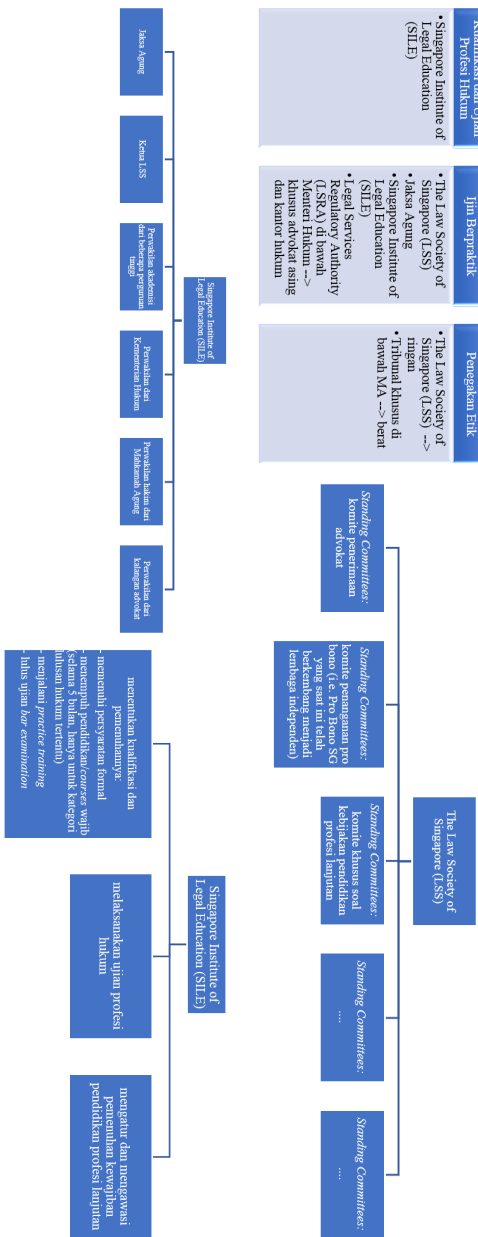 Kualifikasi dan Ujian
Profesi Hukum
• Singapore Institute of
Legal Education
(SILE)
Ijin Berpraktik
• The Law Society of
Singapore (LSS)
• Jaksa Agung
• Singapore Institute of
Legal Education
(SILE)
• Legal Services
Regulatory Authority
(LSRA) di bawah
Menteri Hukum -->
khusus advokat asing
dan kantor hukum
Penegakan Etik
• The Law Society of
Singapore (LSS) -->
ringan
• Tribunal khusus di
bawah MA --> berat
The Law Society of
Singapore (LSS)
Standing Committees:
komite penerimaan
advokat
Standing Committees:
komite penanganan pro
bono (i.e. Pro Bono SG
yang saat ini telah
berkembang menjadi
lembaga independen)
Standing Committees:
komite khusus soal
kebijakan pendidikan
profesi lanjutan
Standing Committees:
....
Standing Committees:
....
Singapore Institute of
Legal Education (SILE)
Jaksa Agung
Ketua LSS
Perwakilan akademisi
dari beberapa perguruan
tinggi
Perwakilan dari
Kementerian Hukum
Perwakilan hakim dari
Mahkamah Agung
Perwakilan dari
kalangan advokat
Singapore Institute of
Legal Education (SILE)
menentukan kualifikasi dan
pemenuhannya:
- memenuhi persyaratan formal
- menempuh pendidikan/courses wajib
(selama 5 bulan, hanya untuk kategori
lulusan hukum tertentu)
- menjalani practice training
- lulus ujian bar examination
melaksanakan ujian profesi
hukum
mengatur dan mengawasi
pemenuhan kewajiban
pendidikan profesi lanjutan